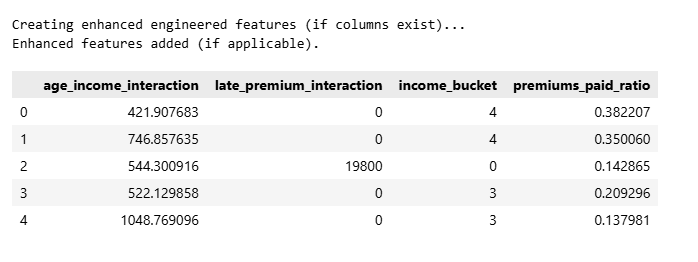 Creating enhanced engineered features (if columns exist)...
Enhanced features added (if applicable).
age_income_interaction late_premium_interaction income_bucket premiums_paid_ratio
0 421.907683 0 4 0.382207
1 746.857635 0 4 0.350060
2 544.300916 19800 0 0.142865
3 522.129858 0 3 0.209296
4 1048.769096 0 3 0.137981